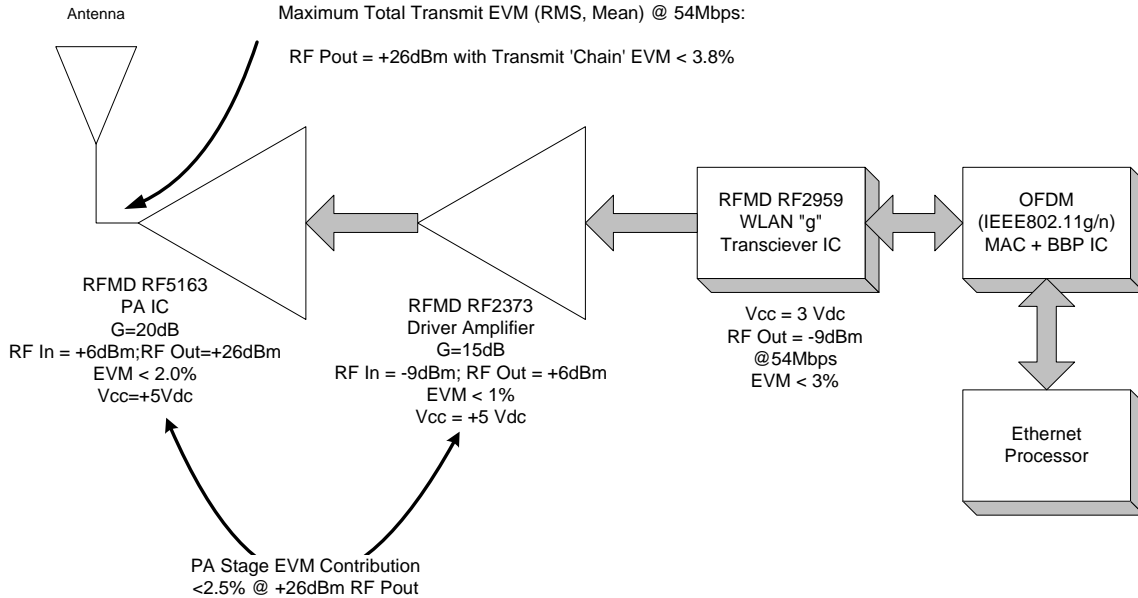 Antenna
Maximum Total Transmit EVM (RMS, Mean) @ 54Mbps:
RF Pout = +26dBm with Transmit 'Chain' EVM < 3.8%
RFMD RF5163
PA IC
G=20dB
RF In = +6dBm;RF Out=+26dBm
EVM < 2.0%
Vcc=+5Vdc
RFMD RF2373
Driver Amplifier
G=15dB
RF In = -9dBm; RF Out = +6dBm
EVM < 1%
Vcc = +5 Vdc
RFMD RF2959
WLAN "g"
Transciever IC
Vcc = 3 Vdc
RF Out = -9dBm
@54Mbps
EVM < 3%
OFDM
(IEEE802.11g/n)
MAC + BBP IC
Ethernet
Processor
PA Stage EVM Contribution
<2.5% @ +26dBm RF Pout